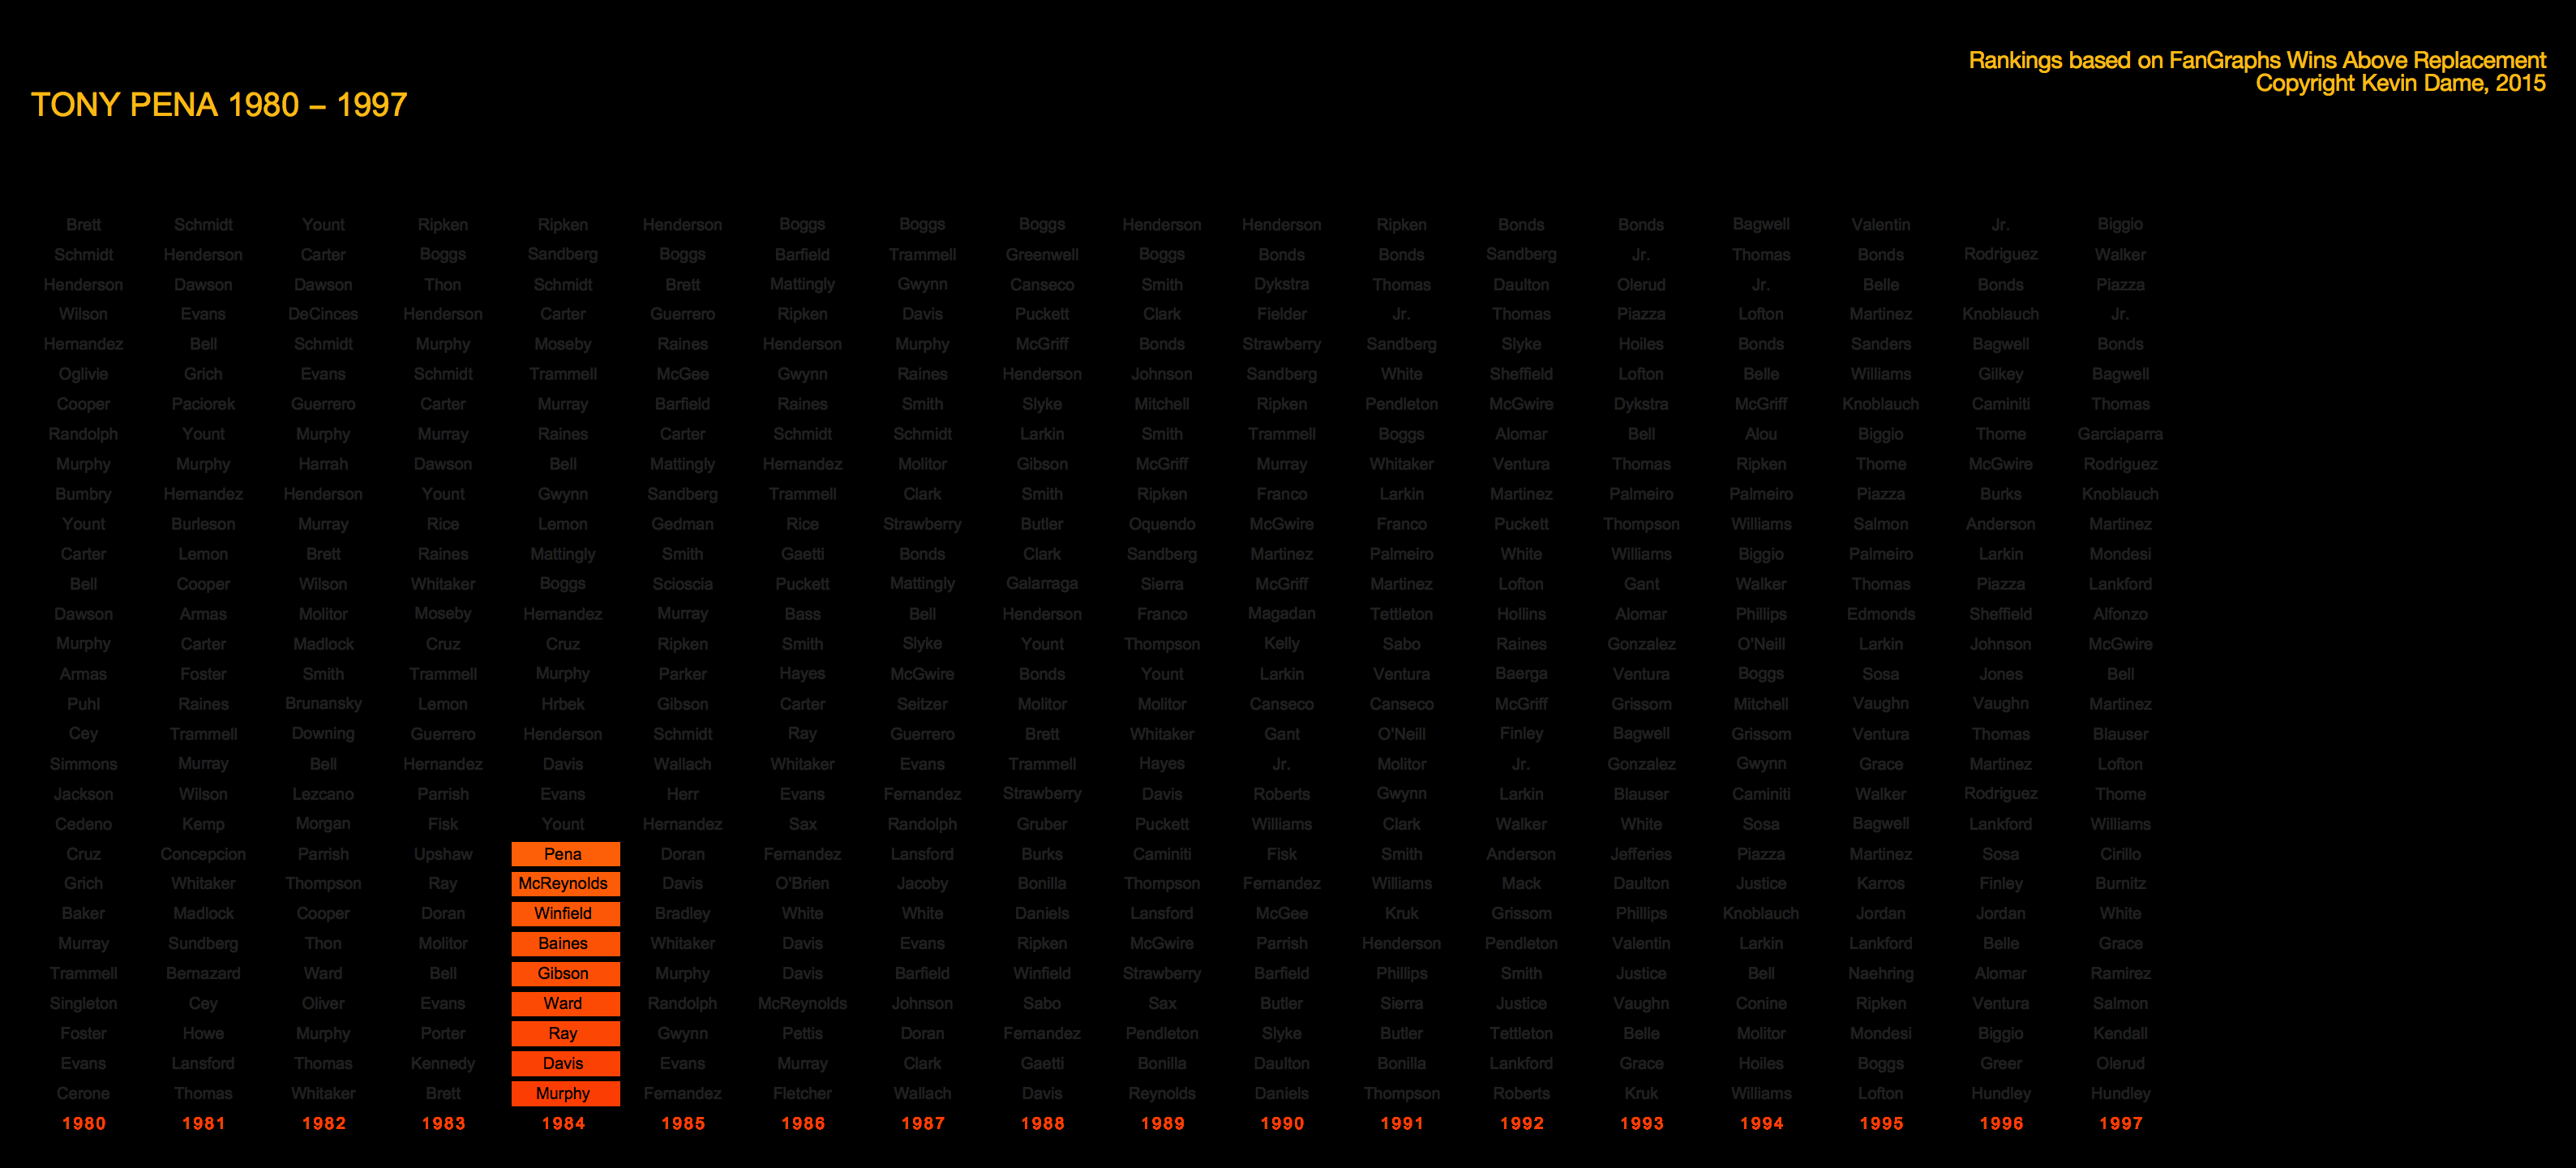 Rankings based on FanGraphs Wins Above Replacement
Copyright Kevin Dame, 2015
TONY PENA 1980 – 1997
Brett Schmidt Yount Ripken Ripken Henderson Boggs Boggs Boggs Henderson Henderson Ripken Bonds Bonds Bagwell Valentin Jr. Biggio
Schmidt Henderson Carter Boggs Sandberg Boggs Barfield Trammell Greenwell Boggs Bonds Bonds Sandberg Jr. Thomas Bonds Rodriguez Walker
Henderson Dawson Dawson Thon Schmidt Brett Mattingly Gwynn Canseco Smith Dykstra Thomas Daulton Olerud Jr. Belle Bonds Piazza
Wilson Evans DeCinces Henderson Carter Guerrero Ripken Davis Puckett Clark Fielder Jr. Thomas Piazza Lofton Martinez Knoblauch Jr.
Hernandez Bell Schmidt Murphy Moseby Raines Henderson Murphy McGriff Bonds Strawberry Sandberg Slyke Hoiles Bonds Sanders Bagwell Bonds
Oglivie Grich Evans Schmidt Trammell McGee Gwynn Raines Henderson Johnson Sandberg White Sheffield Lofton Belle Williams Gilkey Bagwell
Cooper Paciorek Guerrero Carter Murray Barfield Raines Smith Slyke Mitchell Ripken Pendleton McGwire Dykstra McGriff Knoblauch Caminiti Thomas
Randolph Yount Murphy Murray Raines Carter Schmidt Schmidt Larkin Smith Trammell Boggs Alomar Bell Alou Biggio Thome Garciaparra
Murphy Murphy Harrah Dawson Bell Mattingly Hernandez Molitor Gibson McGriff Murray Whitaker Ventura Thomas Ripken Thome McGwire Rodriguez
Bumbry Hernandez Henderson Yount Gwynn Sandberg Trammell Clark Smith Ripken Franco Larkin Martinez Palmeiro Palmeiro Piazza Burks Knoblauch
Yount Burleson Murray Rice Lemon Gedman Rice Strawberry Butler Oquendo McGwire Franco Puckett Thompson Williams Salmon Anderson Martinez
Carter Lemon Brett Raines Mattingly Smith Gaetti Bonds Clark Sandberg Martinez Palmeiro White Williams Biggio Palmeiro Larkin Mondesi
Bell Cooper Wilson Whitaker Boggs Scioscia Puckett Mattingly Galarraga Sierra McGriff Martinez Lofton Gant Walker Thomas Piazza Lankford
Dawson Armas Molitor Moseby Hernandez Murray Bass Bell Henderson Franco Magadan Tettleton Hollins Alomar Phillips Edmonds Sheffield Alfonzo
Murphy Carter Madlock Cruz Cruz Ripken Smith Slyke Yount Thompson Kelly Sabo Raines Gonzalez O'Neill Larkin Johnson McGwire
Armas Foster Smith Trammell Murphy Parker Hayes McGwire Bonds Yount Larkin Ventura Baerga Ventura Boggs Sosa Jones Bell
Puhl Raines Brunansky Lemon Hrbek Gibson Carter Seitzer Molitor Molitor Canseco Canseco McGriff Grissom Mitchell Vaughn Vaughn Martinez
Cey Trammell Downing Guerrero Henderson Schmidt Ray Guerrero Brett Whitaker Gant O'Neill Finley Bagwell Grissom Ventura Thomas Blauser
Simmons Murray Bell Hernandez Davis Wallach Whitaker Evans Trammell Hayes Jr. Molitor Jr. Gonzalez Gwynn Grace Martinez Lofton
Jackson Wilson Lezcano Parrish Evans Herr Evans Fernandez Strawberry Davis Roberts Gwynn Larkin Blauser Caminiti Walker Rodriguez Thome
Cedeno Kemp Morgan Fisk Yount Hernandez Sax Randolph Gruber Puckett Williams Clark Walker White Sosa Bagwell Lankford Williams
Cruz Concepcion Parrish Upshaw Pena Doran Fernandez Lansford Burks Caminiti Fisk Smith Anderson Jefferies Piazza Martinez Sosa Cirillo
Grich Whitaker Thompson Ray McReynolds Davis O'Brien Jacoby Bonilla Thompson Fernandez Williams Mack Daulton Justice Karros Finley Burnitz
Baker Madlock Cooper Doran Winfield Bradley White White Daniels Lansford McGee Kruk Grissom Phillips Knoblauch Jordan Jordan White
Murray Sundberg Thon Molitor Baines Whitaker Davis Evans Ripken McGwire Parrish Henderson Pendleton Valentin Larkin Lankford Belle Grace
Trammell Bernazard Ward Bell Gibson Murphy Davis Barfield Winfield Strawberry Barfield Phillips Smith Justice Bell Naehring Alomar Ramirez
Singleton Cey Oliver Evans Ward Randolph McReynolds Johnson Sabo Sax Butler Sierra Justice Vaughn Conine Ripken Ventura Salmon
Foster Howe Murphy Porter Ray Gwynn Pettis Doran Fernandez Pendleton Slyke Butler Tettleton Belle Molitor Mondesi Biggio Kendall
Evans Lansford Thomas Kennedy Davis Evans Murray Clark Gaetti Bonilla Daulton Bonilla Lankford Grace Hoiles Boggs Greer Olerud
Cerone Thomas Whitaker Brett Murphy Fernandez Fletcher Wallach Davis Reynolds Daniels Thompson Roberts Kruk Williams Lofton Hundley Hundley
1980 1981 1982 1983 1984 1985 1986 1987 1988 1989 1990 1991 1992 1993 1994 1995 1996 1997